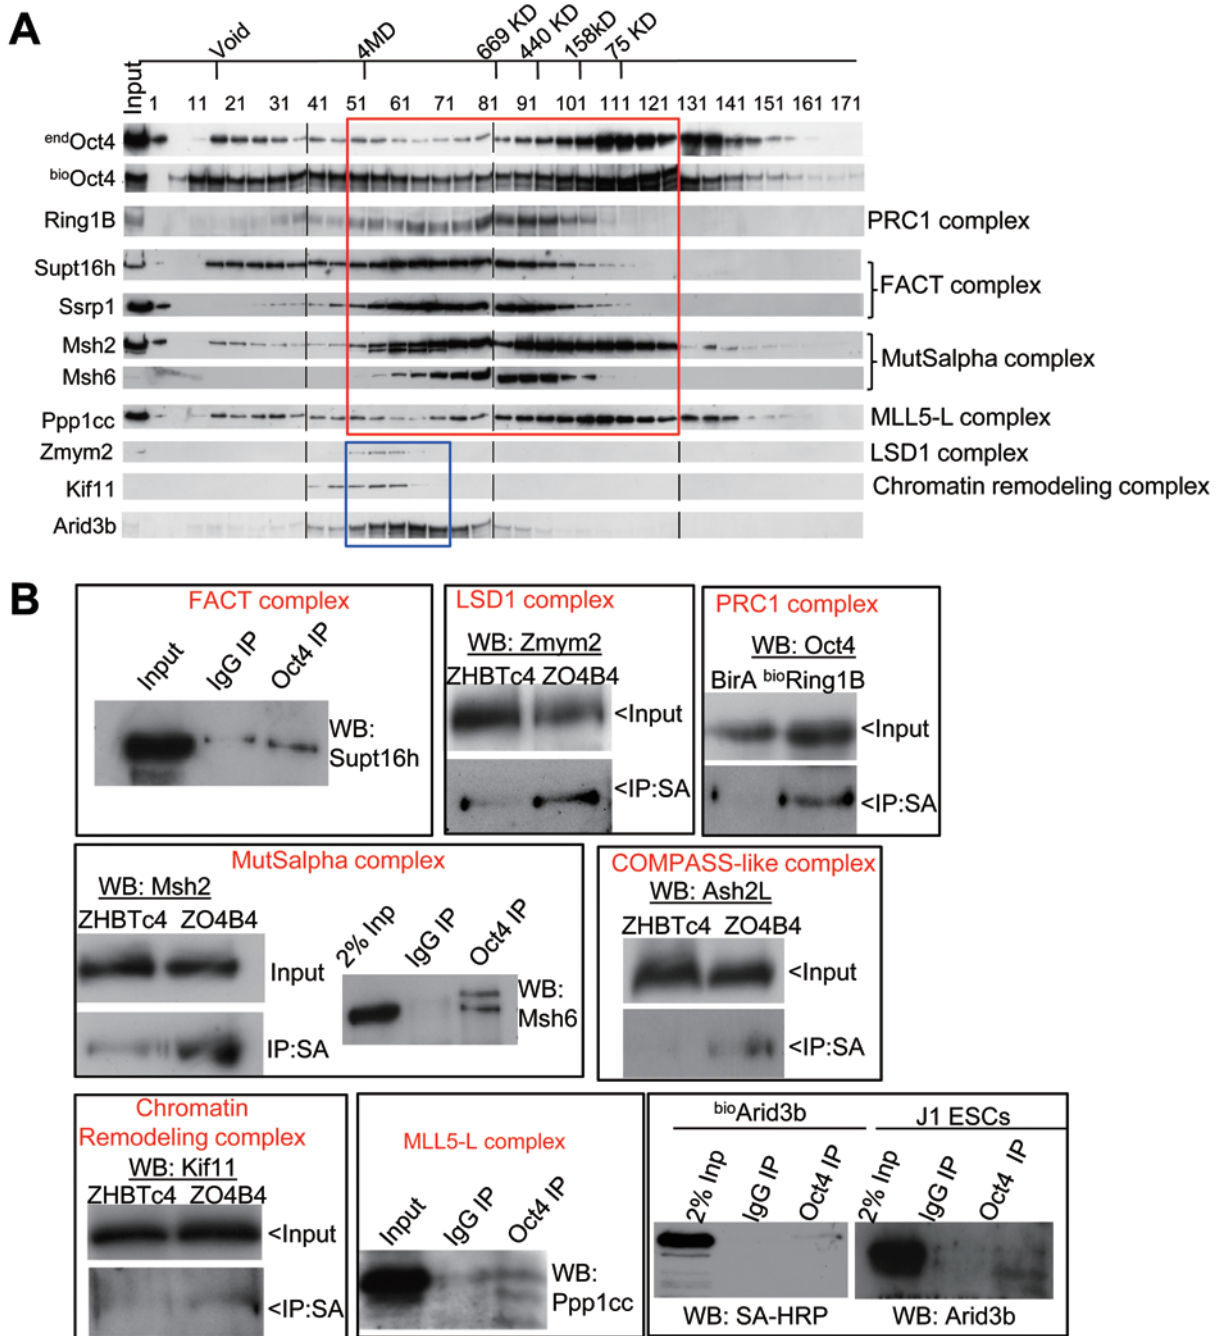 A
Void 4MD 669 KD 440 KD 158kD 75 KD
Input 1 11 21 31 41 51 61 71 81 91 101 111 121 131 141 151 161 171
endOct4
bioOct4
Ring1B PRC1 complex
Supt16h
FACT complex
Ssrp1
Msh2
MutSalpha complex
Msh6
Ppp1cc MLL5-L complex
Zmym2 LSD1 complex
Kif11 Chromatin remodeling complex
Arid3b
B
FACT complex
Input IgG IP Oct4 IP
WB:
Supt16h
LSD1 complex
WB: Zmym2
ZHBTc4 ZO4B4
<Input
<IP:SA
PRC1 complex
WB: Oct4
BirA bioRing1B
<Input
<IP:SA
MutSalpha complex
WB: Msh2
ZHBTc4 ZO4B4
Input
IP:SA
2% Inp IgG IP Oct4 IP
WB:
Msh6
COMPASS-like complex
WB: Ash2L
ZHBTc4 ZO4B4
<Input
<IP:SA
Chromatin
Remodeling complex
WB: Kif11
ZHBTc4 ZO4B4
<Input
<IP:SA
MLL5-L complex
Input IgG IP Oct4 IP
WB:
Ppp1cc
bioArid3b J1 ESCs
2% Inp IgG IP Oct4 IP 2% Inp IgG IP Oct4 IP
WB: SA-HRP WB: Arid3b